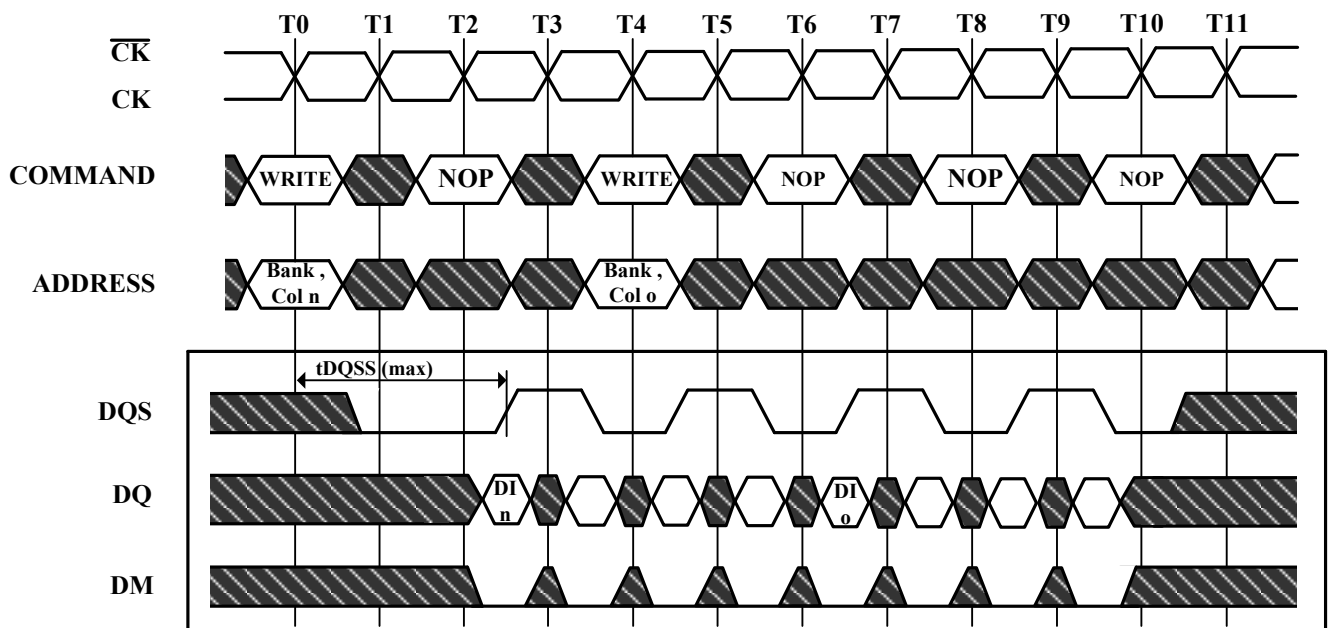 T0 T1 T2 T3 T4 T5 T6 T7 T8 T9 T10 T11
CK
CK
COMMAND
WRITE NOP WRITE NOP NOP NOP
ADDRESS
Bank ,
Col n
Bank ,
Col o
tDQSS (max)
DQS
DQ
DI
n
DI
o
DM